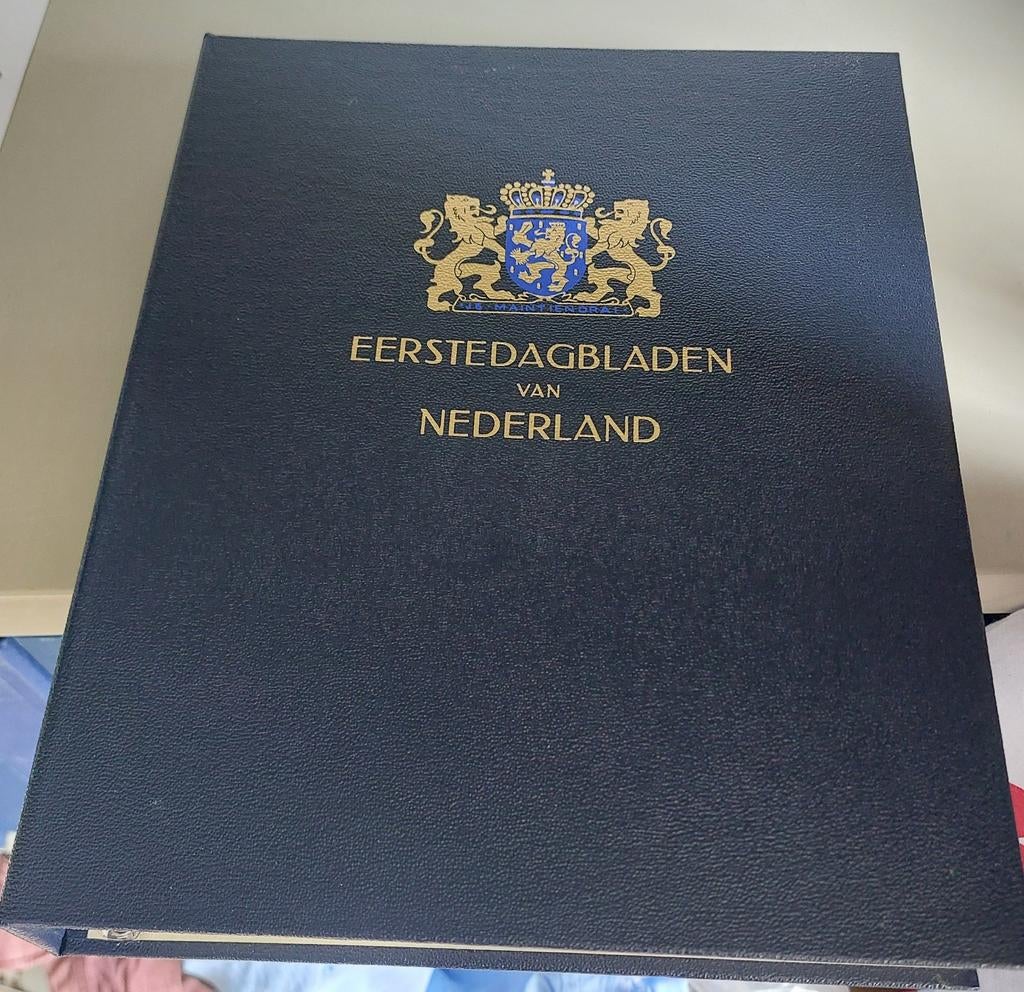 JE MAINTIENDRAI
EERSTEDAGBLADEN
VAN
NEDERLAND